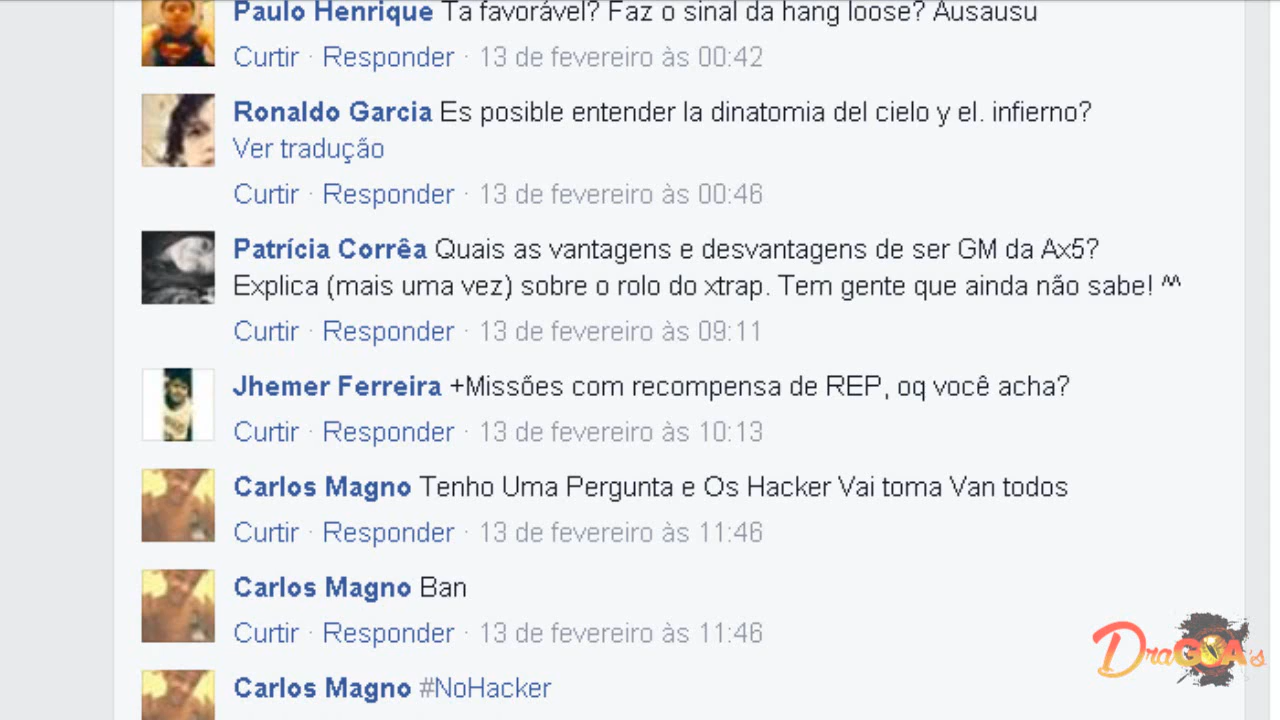 Paulo Henrique Ta favorável? Faz o sinal da hang loose? Ausausu
Curtir · Responder · 13 de fevereiro às 00:42
Ronaldo Garcia Es posible entender la dinatomia del cielo y el. infierno?
Ver tradução
Curtir · Responder · 13 de fevereiro às 00:46
Patrícia Corrêa Quais as vantagens e desvantagens de ser GM da Ax5?
Explica (mais uma vez) sobre o rolo do xtrap. Tem gente que ainda não sabe! ^^
Curtir · Responder · 13 de fevereiro às 09:11
Jhemer Ferreira +Missões com recompensa de REP, oq você acha?
Curtir · Responder · 13 de fevereiro às 10:13
Carlos Magno Tenho Uma Pergunta e Os Hacker Vai toma Van todos
Curtir · Responder · 13 de fevereiro às 11:46
Carlos Magno Ban
Curtir · Responder · 13 de fevereiro às 11:46
Carlos Magno #NoHacker
DraGOA's